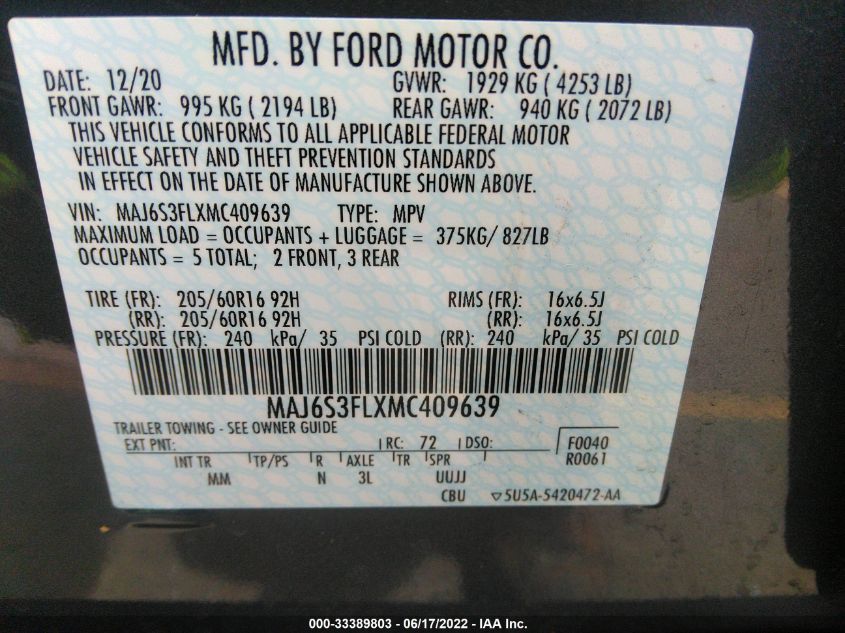 MFD. BY FORD MOTOR CO.
DATE: 12/20 GVWR: 1929 KG ( 4253 LB)
FRONT GAWR: 995 KG ( 2194 LB) REAR GAWR: 940 KG ( 2072 LB)
THIS VEHICLE CONFORMS TO ALL APPLICABLE FEDERAL MOTOR
VEHICLE SAFETY AND THEFT PREVENTION STANDARDS
IN EFFECT ON THE DATE OF MANUFACTURE SHOWN ABOVE.
VIN: MAJ6S3FLXMC409639 TYPE: MPV
MAXIMUM LOAD = OCCUPANTS + LUGGAGE = 375KG/ 827LB
OCCUPANTS = 5 TOTAL; 2 FRONT, 3 REAR
TIRE (FR): 205/60R16 92H RIMS (FR): 16x6.5J
(RR): 205/60R16 92H (RR): 16x6.5J
PRESSURE (FR): 240 kPa/ 35 PSI COLD (RR): 240 kPa/ 35 PSI COLD
MAJ6S3FLXMC409639
TRAILER TOWING - SEE OWNER GUIDE
EXT PNT: RC: 72 DSO: F0040
INT TR TP/PS R AXLE TR SPR R0061
MM N 3L UUJJ
CBU ▽5U5A-5420472-AA
000-33389803 - 06/17/2022 - IAA Inc.